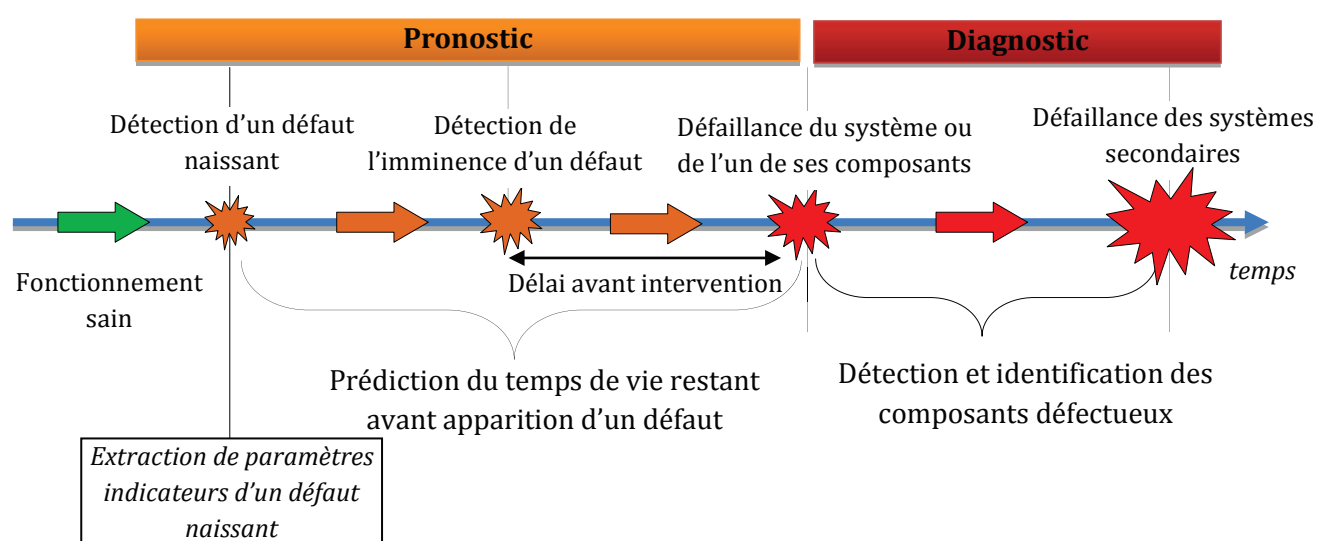 Pronostic
Diagnostic
Détection d’un défaut
naissant
Détection de
l’imminence d’un défaut
Défaillance du système ou
de l’un de ses composants
Défaillance des systèmes
secondaires
Fonctionnement
sain
Délai avant intervention
temps
Prédiction du temps de vie restant
avant apparition d’un défaut
Détection et identification des
composants défectueux
Extraction de paramètres
indicateurs d’un défaut
naissant